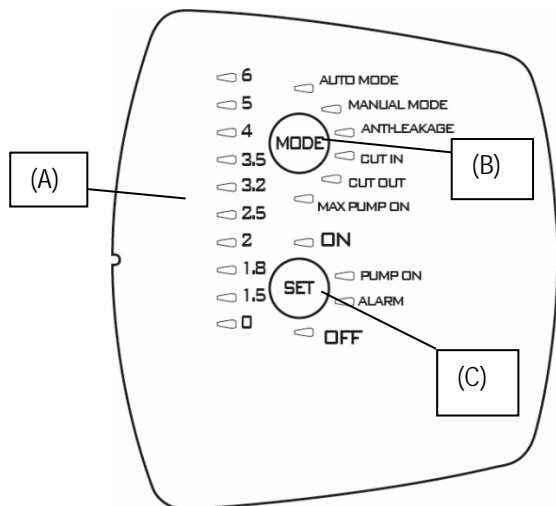 6
5
4
3.5
3.2
2.5
2
1.8
1.5
0
AUTO MODE
MANUAL MODE
ANTI-LEAKAGE
MODE
CUT IN
CUT OUT
MAX PUMP ON
ON
PUMP ON
SET
ALARM
OFF
(A)
(B)
(C)